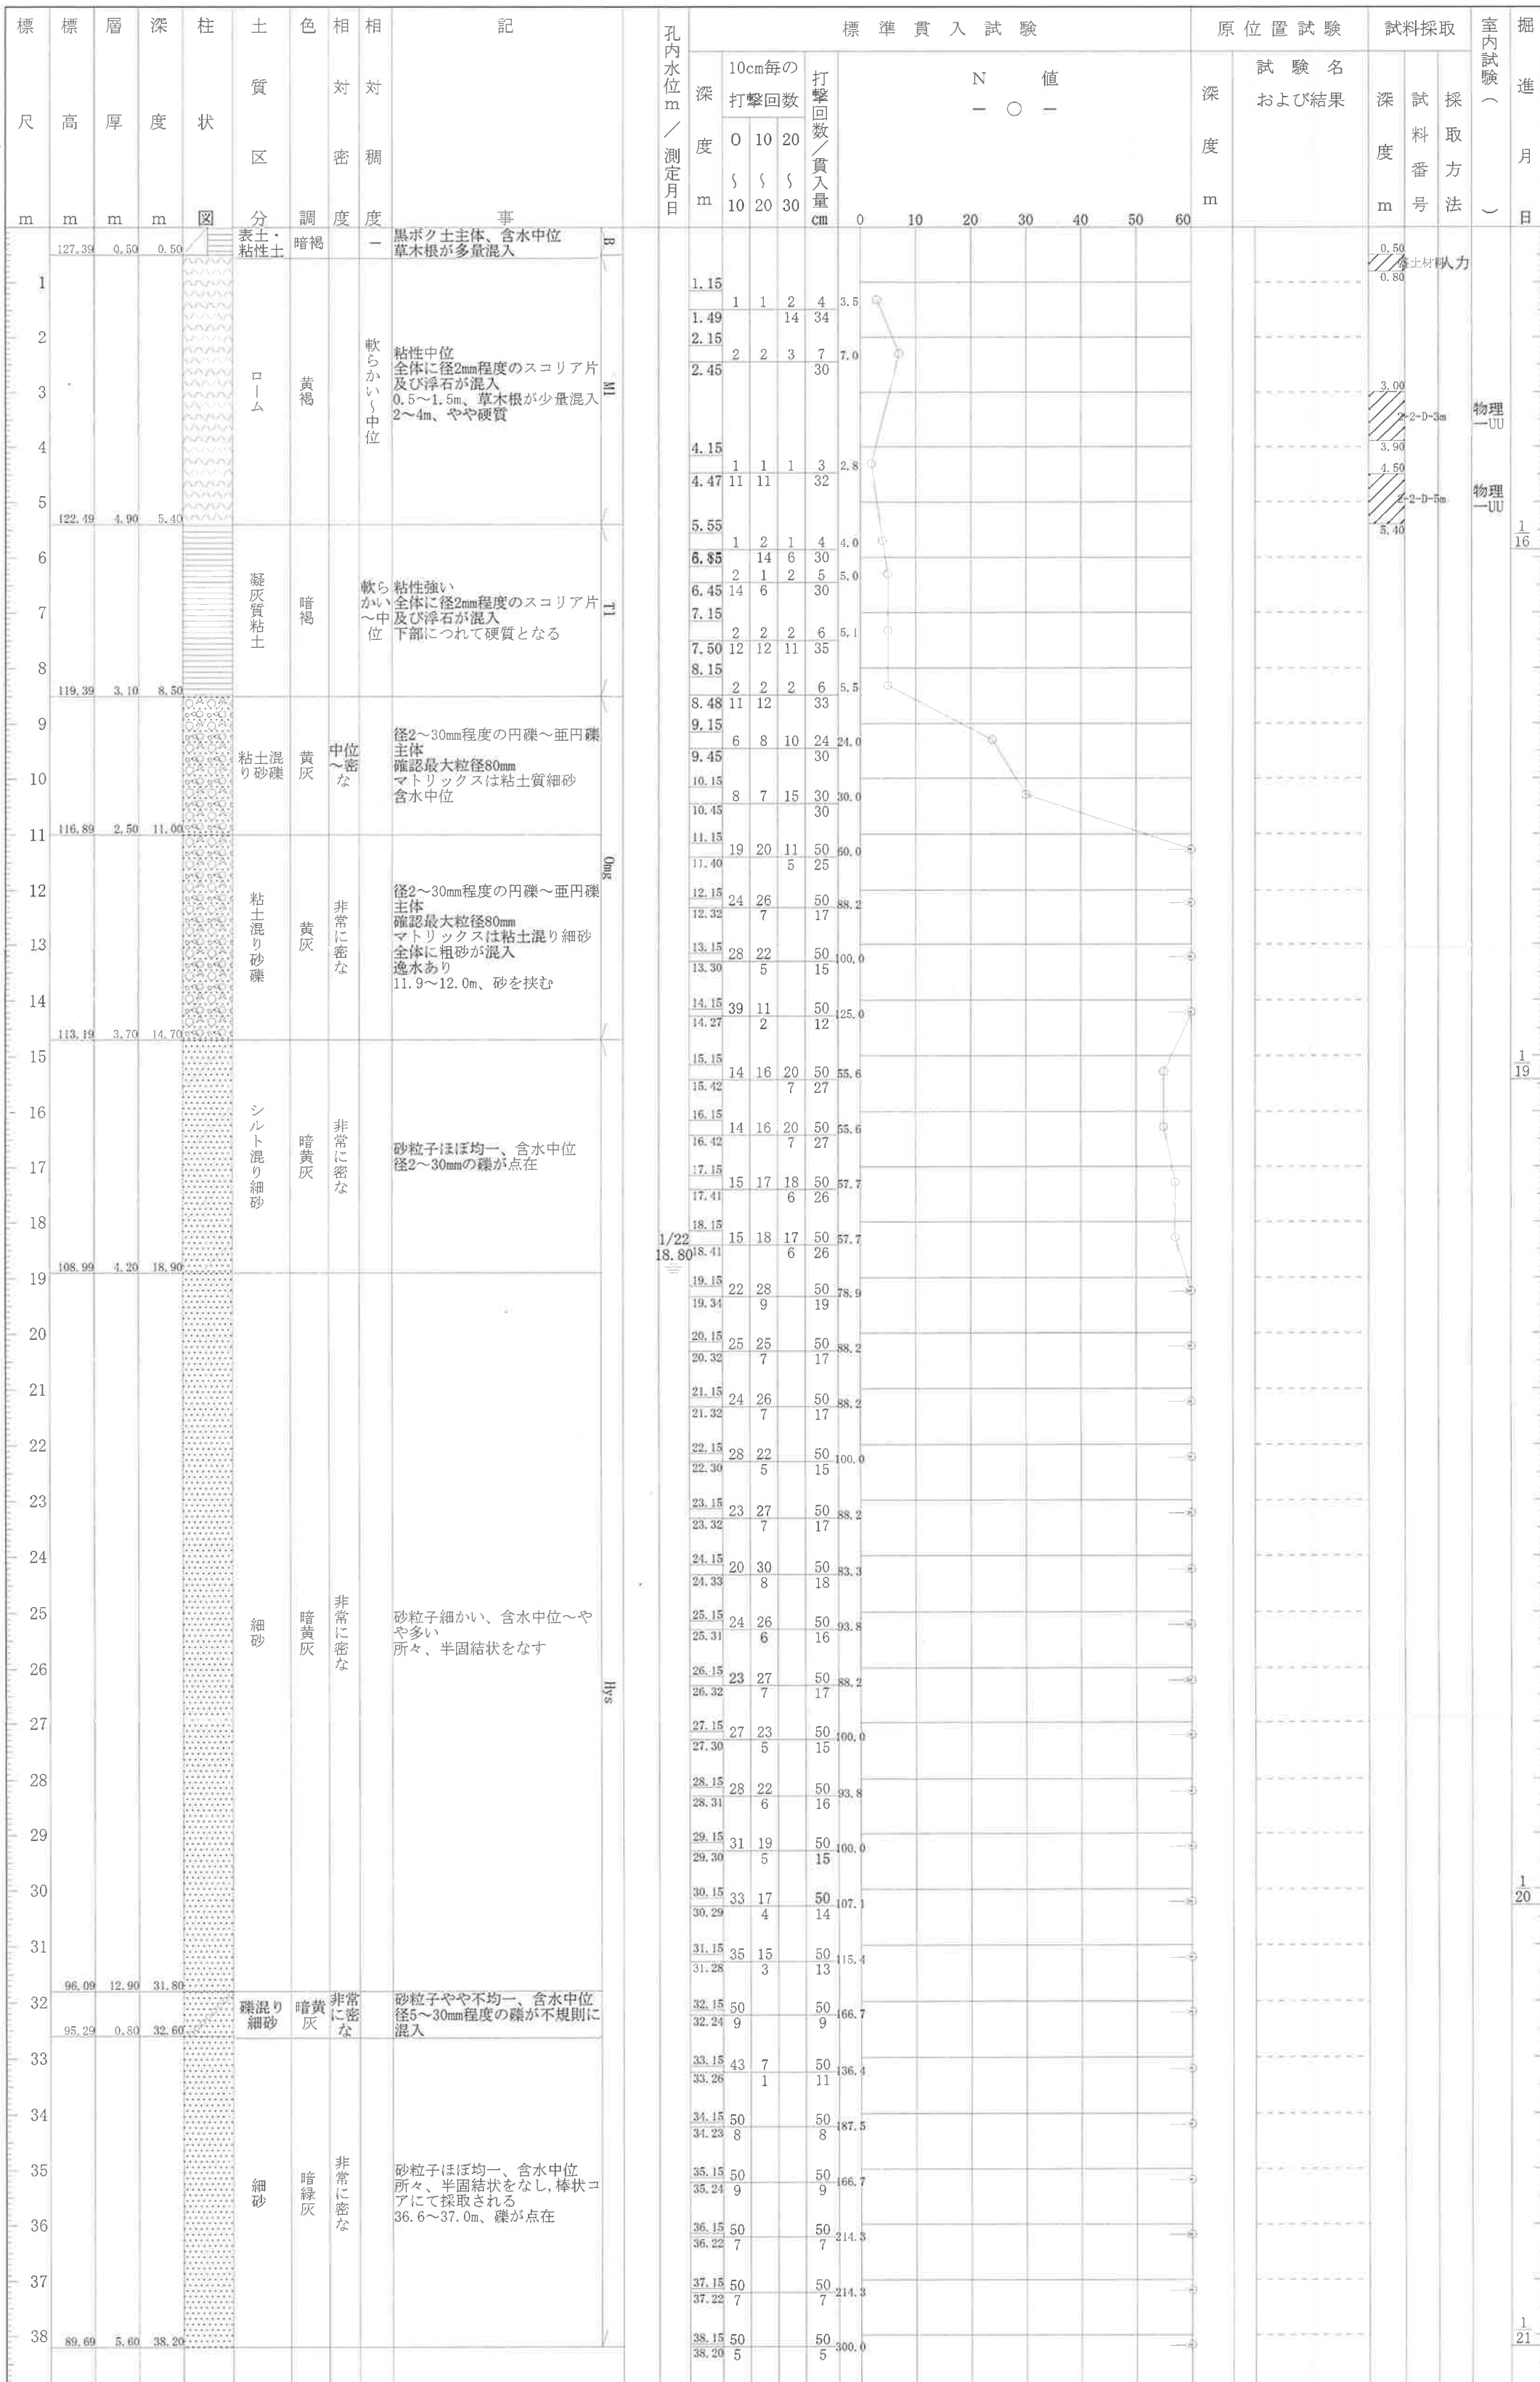 標尺 m
標高 m
層厚 m
深度 m
柱状図
土質区分
色調
相対密度
相対稠度
記事
孔内水位m/測定月日
標準貫入試験
深度 m
10cm毎の
打撃回数
0 10 20
〜 〜 〜
10 20 30
打撃回数/貫入量 cm
N 値
─ ○ ─
0 10 20 30 40 50 60
原位置試験
深度 m
試験名
および結果
試料採取
深度 m
試料番号
採取方法
室内試験( )
掘進月日
127.39 0.50 0.50
表土・
粘性土
暗褐
ー
黒ボク土主体、含水中位
草木根が多量混入
B
122.49 4.90 5.40
ローム
黄褐
軟らかい〜中位
粘性中位
全体に径2mm程度のスコリア片
及び浮石が混入
0.5〜1.5m、草木根が少量混入
2〜4m、やや硬質
Ml
119.39 3.10 8.50
凝灰質粘土
暗褐
軟ら
かい
〜中
位
粘性強い
全体に径2mm程度のスコリア片
及び浮石が混入
下部につれて硬質となる
Tl
116.89 2.50 11.00
粘土混
り砂礫
黄灰
中位
〜密
な
径2〜30mm程度の円礫〜亜円礫
主体
確認最大粒径80mm
マトリックスは粘土質細砂
含水中位
Omg
113.19 3.70 14.70
粘土混り砂礫
黄灰
非常に密な
径2〜30mm程度の円礫〜亜円礫
主体
確認最大粒径80mm
マトリックスは粘土混り細砂
全体に粗砂が混入
逸水あり
11.9〜12.0m、砂を挟む
108.99 4.20 18.90
シルト混り細砂
暗黄灰
非常に密な
砂粒子ほぼ均一、含水中位
径2〜30mmの礫が点在
96.09 12.90 31.80
細砂
暗黄灰
非常に密な
砂粒子細かい、含水中位〜や
や多い
所々、半固結状をなす
Hys
95.29 0.80 32.60
礫混り
細砂
暗黄
灰
非常
に密
な
砂粒子やや不均一、含水中位
径5〜30mm程度の礫が不規則に
混入
89.69 5.60 38.20
細砂
暗緑灰
非常に密な
砂粒子ほぼ均一、含水中位
所々、半固結状をなし,棒状コ
アにて採取される
36.6〜37.0m、礫が点在
1
2
3
4
5
6
7
8
9
10
11
12
13
14
15
16
17
18
19
20
21
22
23
24
25
26
27
28
29
30
31
32
33
34
35
36
37
38
1/22
18.80
1.15
1 1 2 4 3.5
1.49 14 34
2.15
2 2 3 7 7.0
2.45 30
4.15
1 1 1 3 2.8
4.47 11 11 32
5.55
1 2 1 4 4.0
6.85 14 6 30
2 1 2 5 5.0
6.45 14 6 30
7.15
2 2 2 6 5.1
7.50 12 12 11 35
8.15
2 2 2 6 5.5
8.48 11 12 33
9.15
6 8 10 24 24.0
9.45 30
10.15
8 7 15 30 30.0
10.45 30
11.15
19 20 11 50 60.0
11.40 5 25
12.15 24 26 50 88.2
12.32 7 17
13.15 28 22 50 100.0
13.30 5 15
14.15 39 11 50 125.0
14.27 2 12
15.15
14 16 20 50 55.6
15.42 7 27
16.15
14 16 20 50 55.6
16.42 7 27
17.15
15 17 18 50 57.7
17.41 6 26
18.15
15 18 17 50 57.7
18.41 6 26
19.15 22 28 50 78.9
19.34 9 19
20.15 25 25 50 88.2
20.32 7 17
21.15 24 26 50 88.2
21.32 7 17
22.15 28 22 50 100.0
22.30 5 15
23.15 23 27 50 88.2
23.32 7 17
24.15 20 30 50 83.3
24.33 8 18
25.15 24 26 50 93.8
25.31 6 16
26.15 23 27 50 88.2
26.32 7 17
27.15 27 23 50 100.0
27.30 5 15
28.15 28 22 50 93.8
28.31 6 16
29.15 31 19 50 100.0
29.30 5 15
30.15 33 17 50 107.1
30.29 4 14
31.15 35 15 50 115.4
31.28 3 13
32.15 50 50 166.7
32.24 9 9
33.15 43 7 50 136.4
33.26 1 11
34.15 50 50 187.5
34.23 8 8
35.15 50 50 166.7
35.24 9 9
36.15 50 50 214.3
36.22 7 7
37.15 50 50 214.3
37.22 7 7
38.15 50 50 300.0
38.20 5 5
0.50
土材料 人力
0.80
3.00
2-2-D-3m
3.90
物理
―UU
4.50
2-2-D-5m
5.40
物理
―UU
1
16
1
19
1
20
1
21